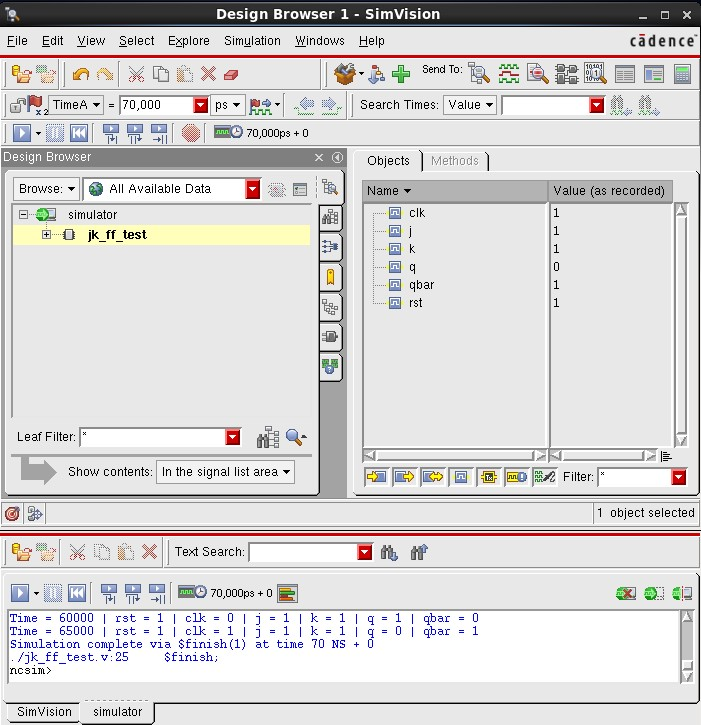 Design Browser 1 - SimVision
File Edit View Select Explore Simulation Windows Help
cādence
Send To:
TimeA = 70,000 ps Search Times: Value
70,000ps + 0
Design Browser
Browse: All Available Data
simulator
jk_ff_test
Leaf Filter: *
Show contents: In the signal list area
Objects Methods
Name Value (as recorded)
clk 1
j 1
k 1
q 0
qbar 1
rst 1
Filter: *
1 object selected
Text Search:
70,000ps + 0
Time = 60000 | rst = 1 | clk = 0 | j = 1 | k = 1 | q = 1 | qbar = 0
Time = 65000 | rst = 1 | clk = 1 | j = 1 | k = 1 | q = 0 | qbar = 1
Simulation complete via $finish(1) at time 70 NS + 0
./jk_ff_test.v:25 $finish;
ncsim>
SimVision simulator